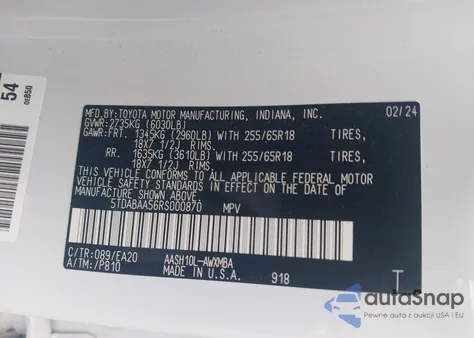 54
08850
MFD.BY:TOYOTA MOTOR MANUFACTURING, INDIANA, INC. 02/24
GVWR:2735KG (6030LB)
GAWR:FRT. 1345KG (2960LB) WITH 255/65R18 TIRES,
18X7 1/2J RIMS.
RR. 1635KG (3610LB) WITH 255/65R18 TIRES,
18X7 1/2J RIMS.
THIS VEHICLE CONFORMS TO ALL APPLICABLE FEDERAL MOTOR
VEHICLE SAFETY STANDARDS IN EFFECT ON THE DATE OF
MANUFACTURE SHOWN ABOVE.
5TDABAA56RS000870 MPV
C/TR:089/EA20 AASH10L-AWXMBA
A/TM:/P810 MADE IN U.S.A. 918 T
autoSnap
Pewne auta z aukcji USA i EU